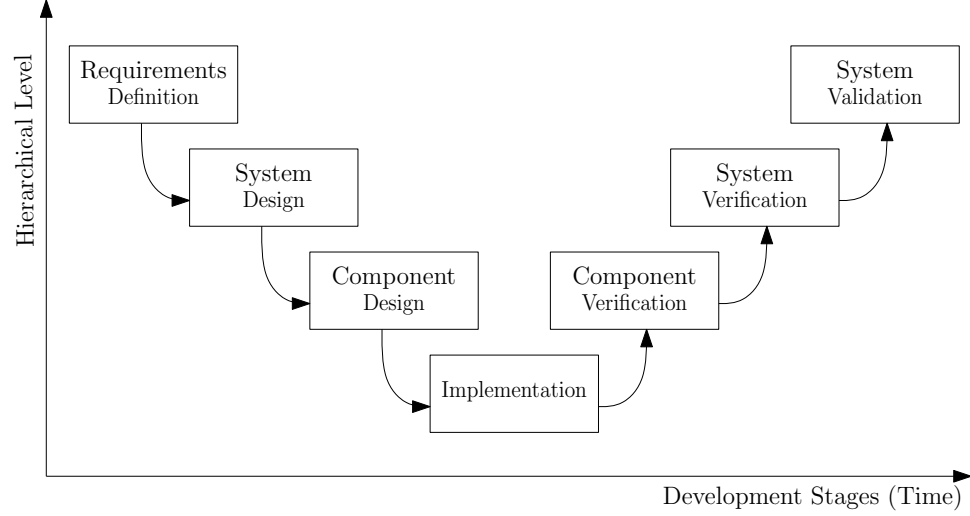 Hierarchical Level
Requirements
Definition
System
Design
Component
Design
Implementation
Component
Verification
System
Verification
System
Validation
Development Stages (Time)